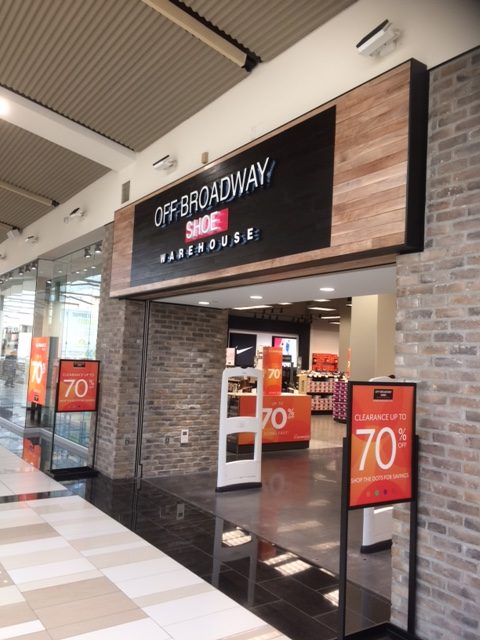 OFF BROADWAY
SHOE
WAREHOUSE
CLEARANCE UP TO
70% OFF
SHOP THE DOTS FOR SAVINGS
CLEARANCE UP TO
70%
70
70%
70